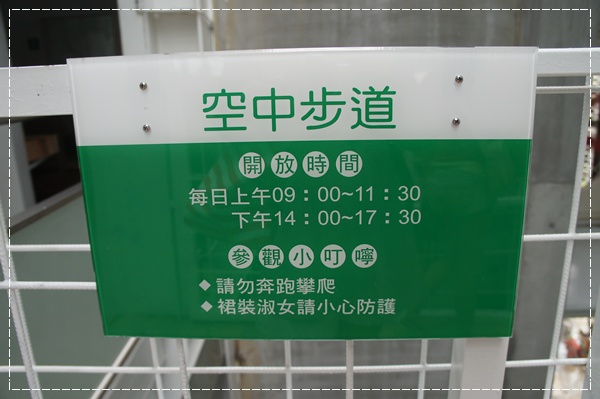 空中步道
開放時間
每日上午09：00~11：30
下午14：00~17：30
參觀小叮嚀
◆請勿奔跑攀爬
◆裙裝淑女請小心防護